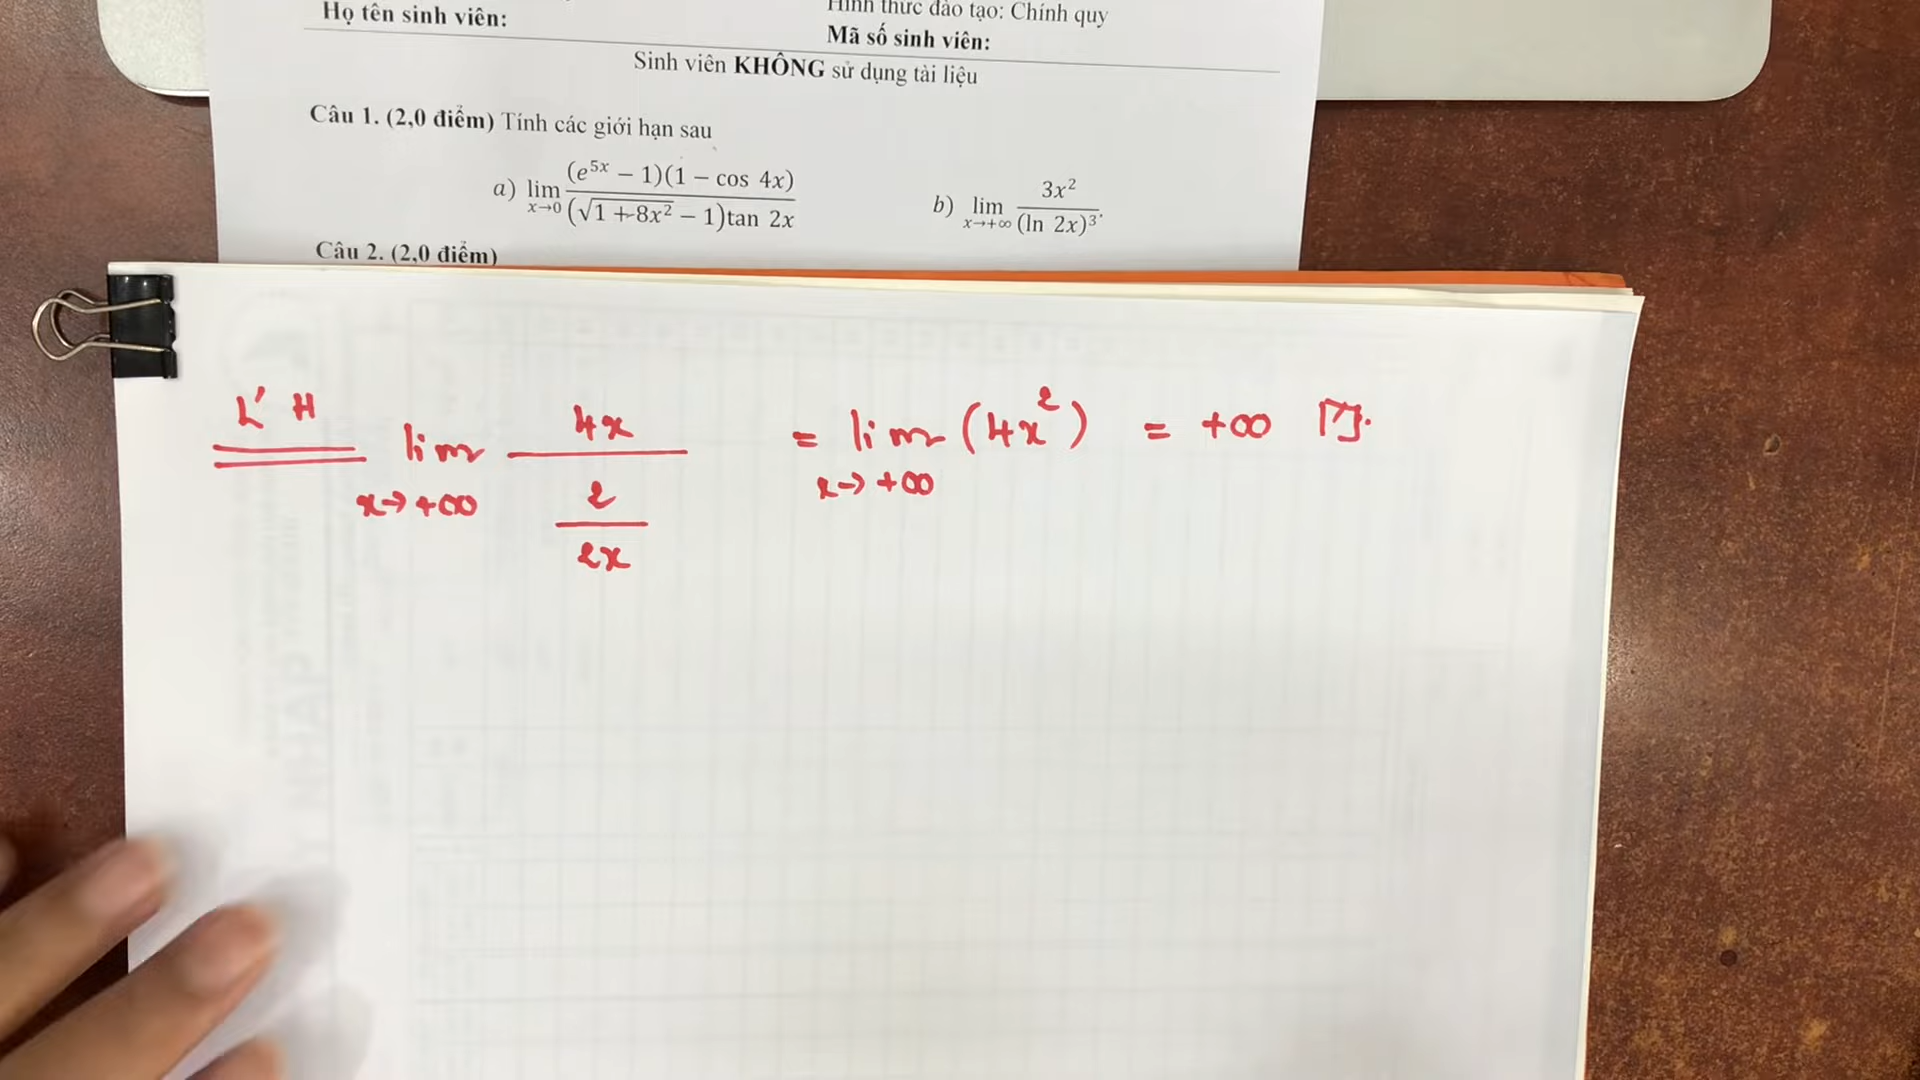 Họ tên sinh viên:
Hình thức đào tạo: Chính quy
Mã số sinh viên:
Sinh viên KHÔNG sử dụng tài liệu
Câu 1. (2,0 điểm) Tính các giới hạn sau
a) lim x→0 (e^{5x} − 1)(1 − cos 4x) / (√(1 + 8x²) − 1)tan 2x
b) lim x→+∞ 3x² / (ln 2x)³.
Câu 2. (2,0 điểm)
L'H lim x→+∞ 4x / (2 / 2x) = lim x→+∞ (4x²) = +∞